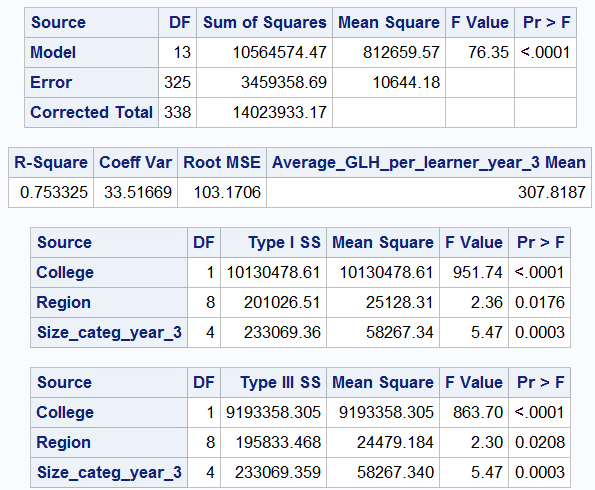 Source DF Sum of Squares Mean Square F Value Pr > F
Model 13 10564574.47 812659.57 76.35 <.0001
Error 325 3459358.69 10644.18
Corrected Total 338 14023933.17
R-Square Coeff Var Root MSE Average_GLH_per_learner_year_3 Mean
0.753325 33.51669 103.1706 307.8187
Source DF Type I SS Mean Square F Value Pr > F
College 1 10130478.61 10130478.61 951.74 <.0001
Region 8 201026.51 25128.31 2.36 0.0176
Size_categ_year_3 4 233069.36 58267.34 5.47 0.0003
Source DF Type III SS Mean Square F Value Pr > F
College 1 9193358.305 9193358.305 863.70 <.0001
Region 8 195833.468 24479.184 2.30 0.0208
Size_categ_year_3 4 233069.359 58267.340 5.47 0.0003